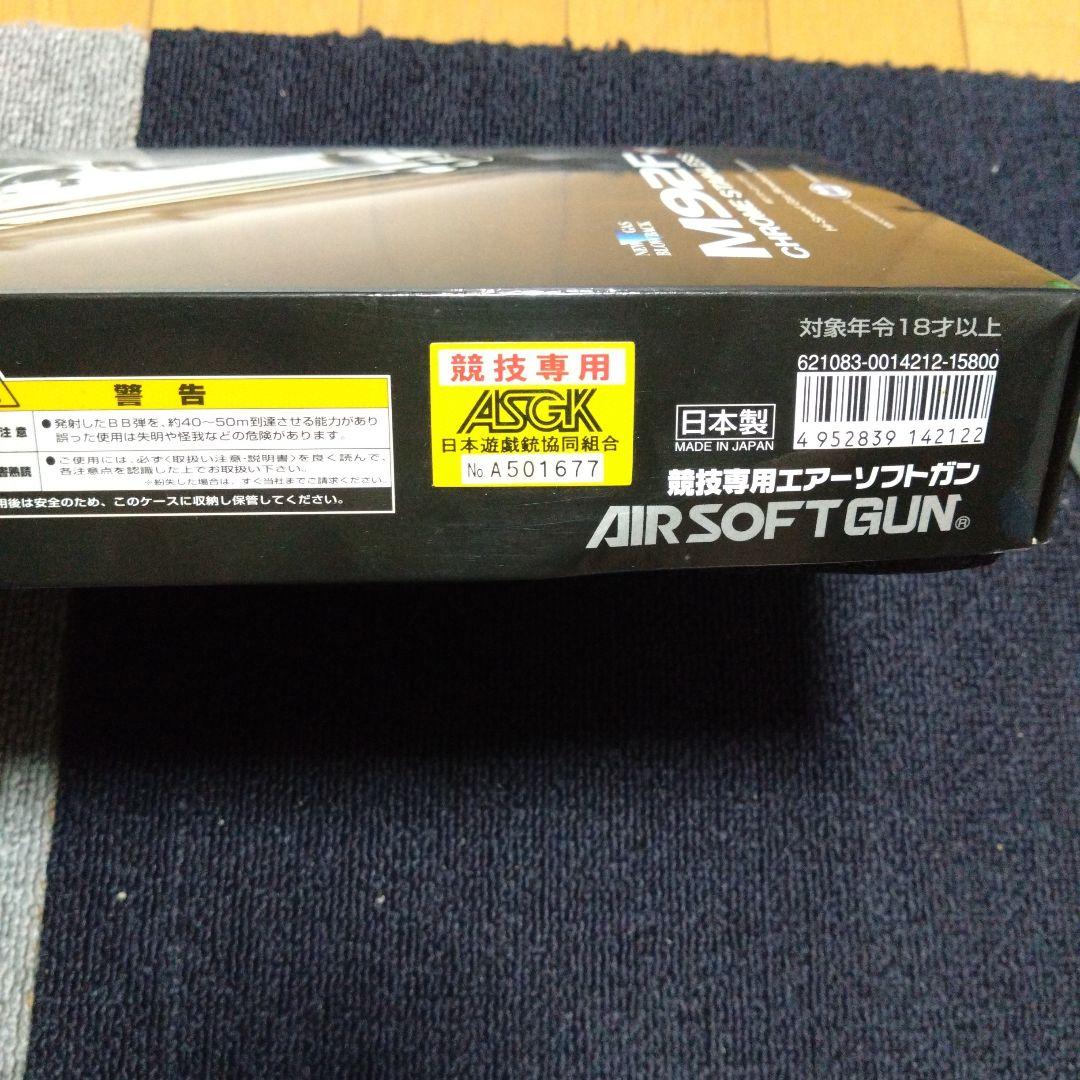 NEW GAS
BLOWBACK
M92F
CHROME STAINLESS
警告
注意
●発射したBB弾を、約40〜50m到達させる能力があり
誤った使用は失明や怪我などの危険があります。
書熟読
●ご使用には、必ず〈取扱い注意・説明書〉を良く読んで、
各注意点を認識した上でお取扱い下さい。
※紛失した場合は、すぐ当社までご請求ください。
用後は安全のため、このケースに収納し保管してください。
競技専用
ASGK
日本遊戯銃協同組合
No. A501677
対象年令18才以上
621083-0014212-15800
4 952839 142122
日本製
MADE IN JAPAN
競技専用エアーソフトガン
AIRSOFTGUN®